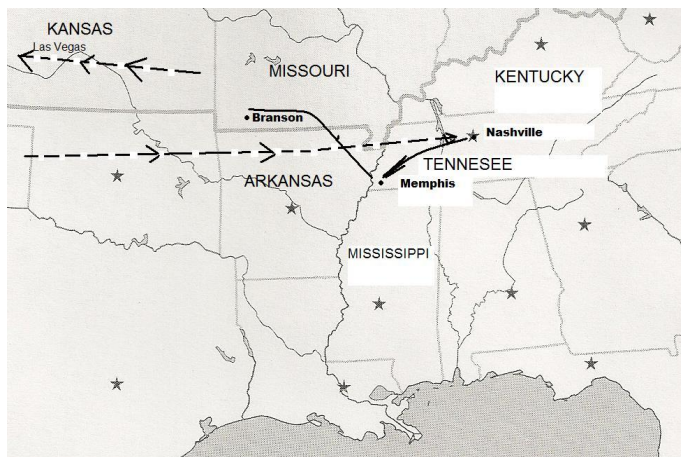 KANSAS
Las Vegas
MISSOURI
KENTUCKY
Branson
Nashville
TENNESEE
ARKANSAS
Memphis
MISSISSIPPI